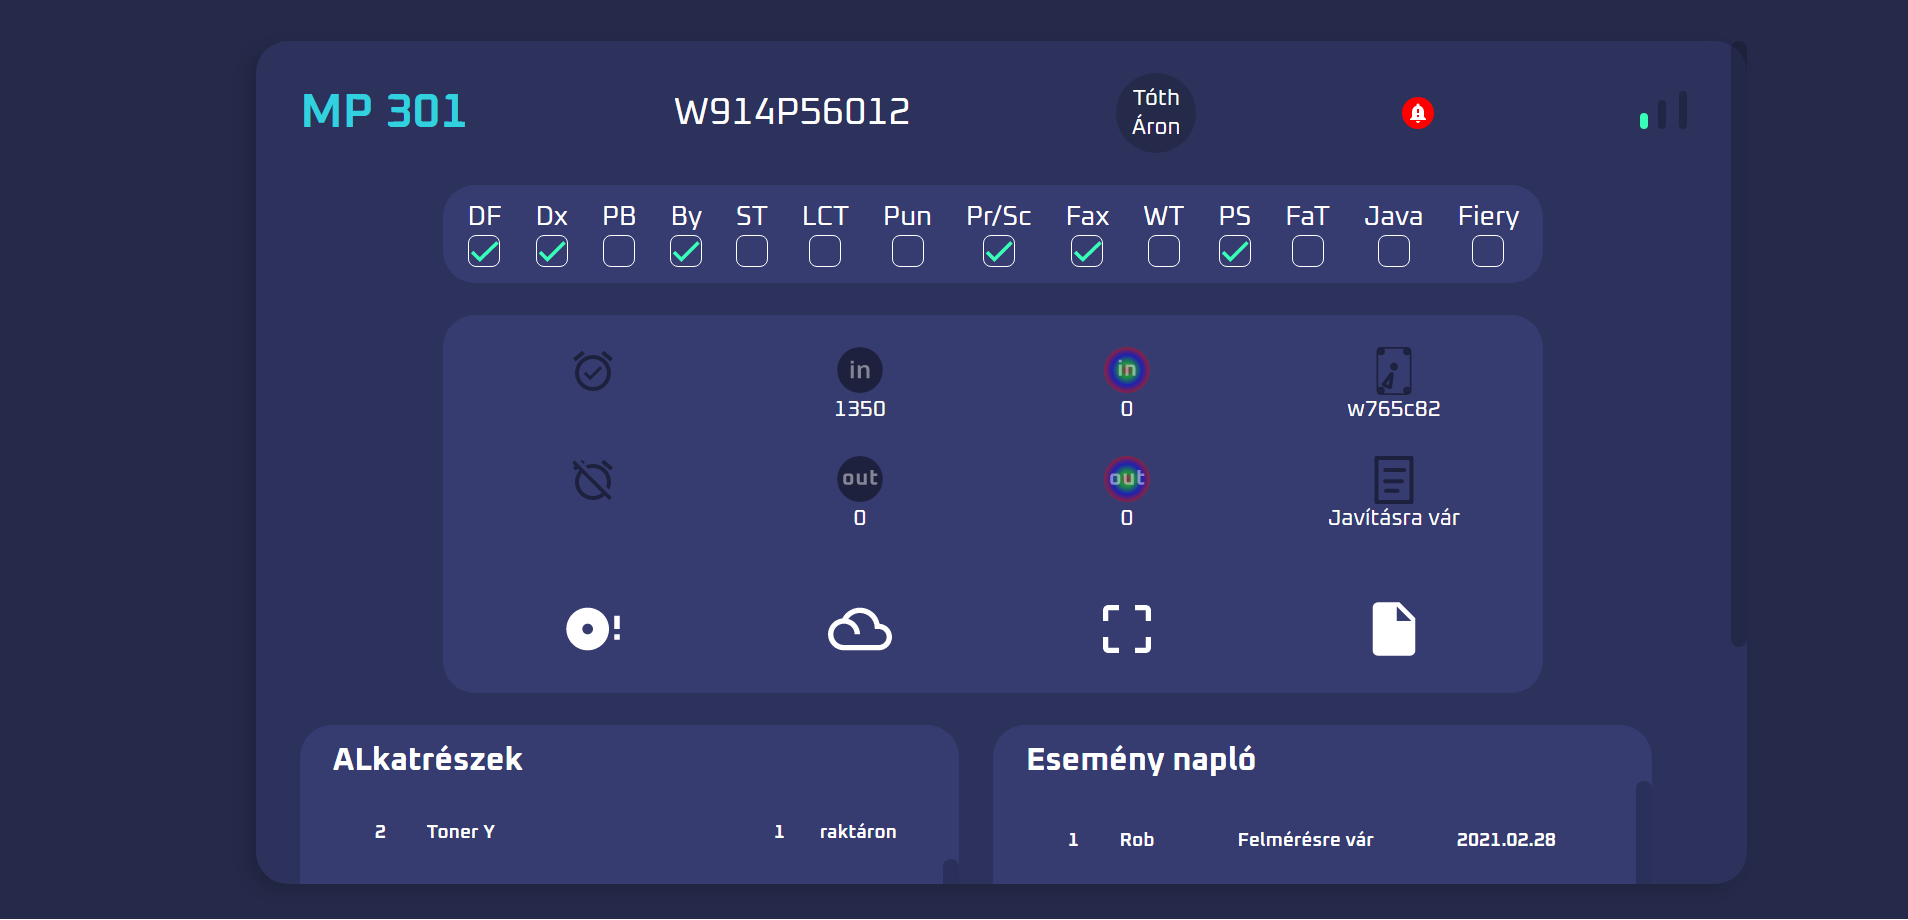 MP 301
W914P56012
Tóth
Áron
DF Dx PB By ST LCT Pun Pr/Sc Fax WT PS FaT Java Fiery
in in
1350 0 w765c82
out out
0 0 Javításra vár
ALkatrészek
2 Toner Y 1 raktáron
Esemény napló
1 Rob Felmérésre vár 2021.02.28